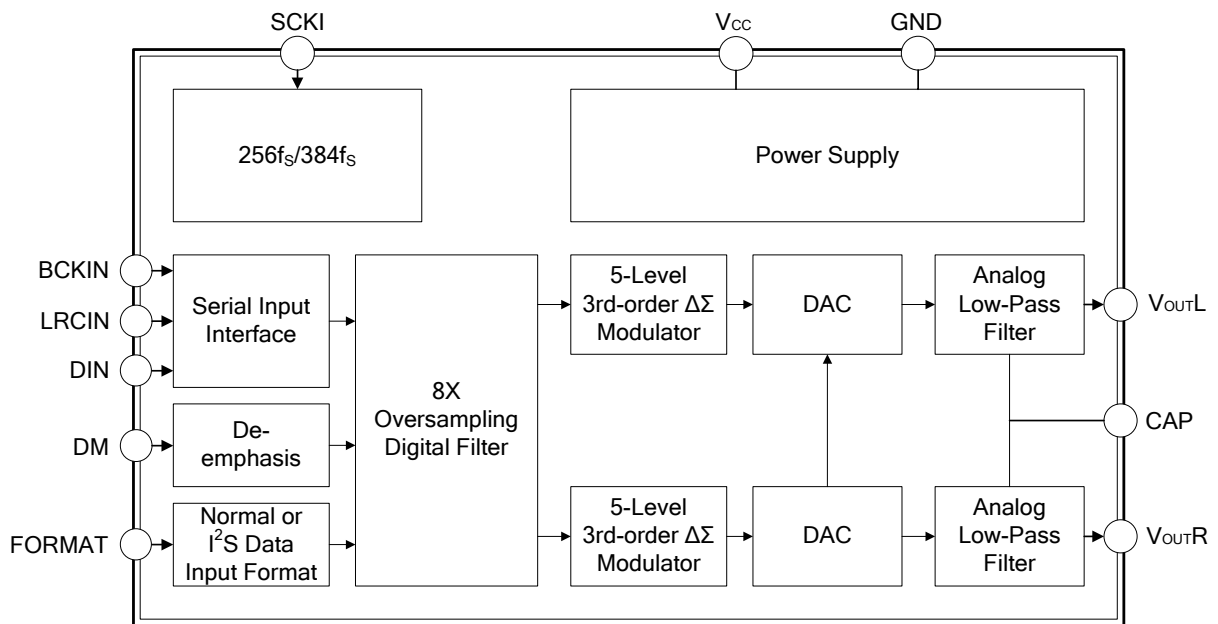 SCKI
VCC
GND
256fS/384fS
Power Supply
BCKIN
LRCIN
DIN
DM
FORMAT
Serial Input
Interface
De-
emphasis
Normal or
I²S Data
Input Format
8X
Oversampling
Digital Filter
5-Level
3rd-order ΔΣ
Modulator
DAC
Analog
Low-Pass
Filter
VOUTL
CAP
5-Level
3rd-order ΔΣ
Modulator
DAC
Analog
Low-Pass
Filter
VOUTR